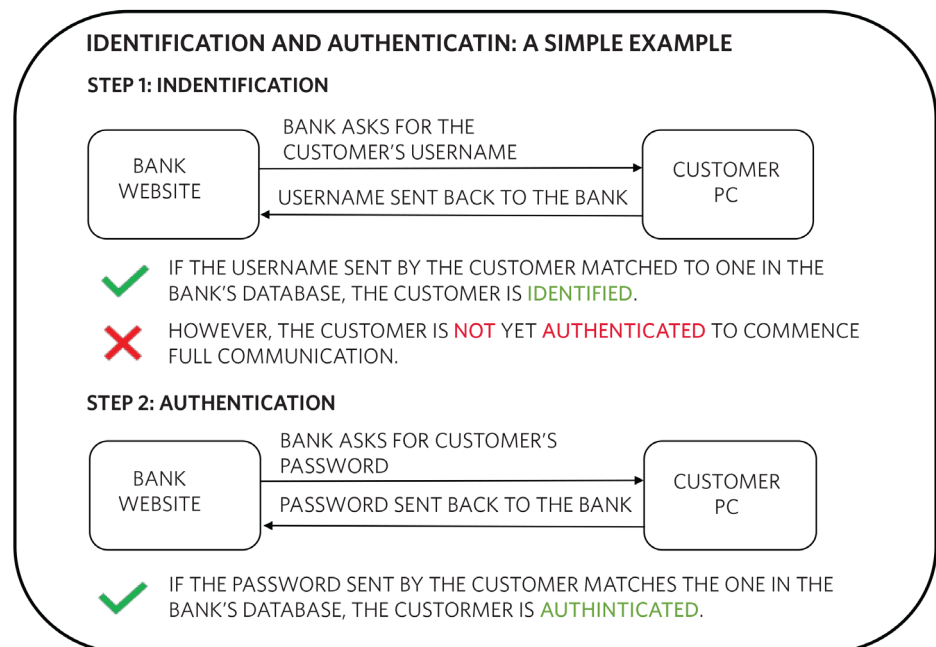 IDENTIFICATION AND AUTHENTICATIN: A SIMPLE EXAMPLE
STEP 1: INDENTIFICATION
BANK
WEBSITE
BANK ASKS FOR THE
CUSTOMER'S USERNAME
USERNAME SENT BACK TO THE BANK
CUSTOMER
PC
IF THE USERNAME SENT BY THE CUSTOMER MATCHED TO ONE IN THE
BANK'S DATABASE, THE CUSTOMER IS IDENTIFIED.
HOWEVER, THE CUSTOMER IS NOT YET AUTHENTICATED TO COMMENCE
FULL COMMUNICATION.
STEP 2: AUTHENTICATION
BANK
WEBSITE
BANK ASKS FOR CUSTOMER'S
PASSWORD
PASSWORD SENT BACK TO THE BANK
CUSTOMER
PC
IF THE PASSWORD SENT BY THE CUSTOMER MATCHES THE ONE IN THE
BANK'S DATABASE, THE CUSTORMER IS AUTHINTICATED.